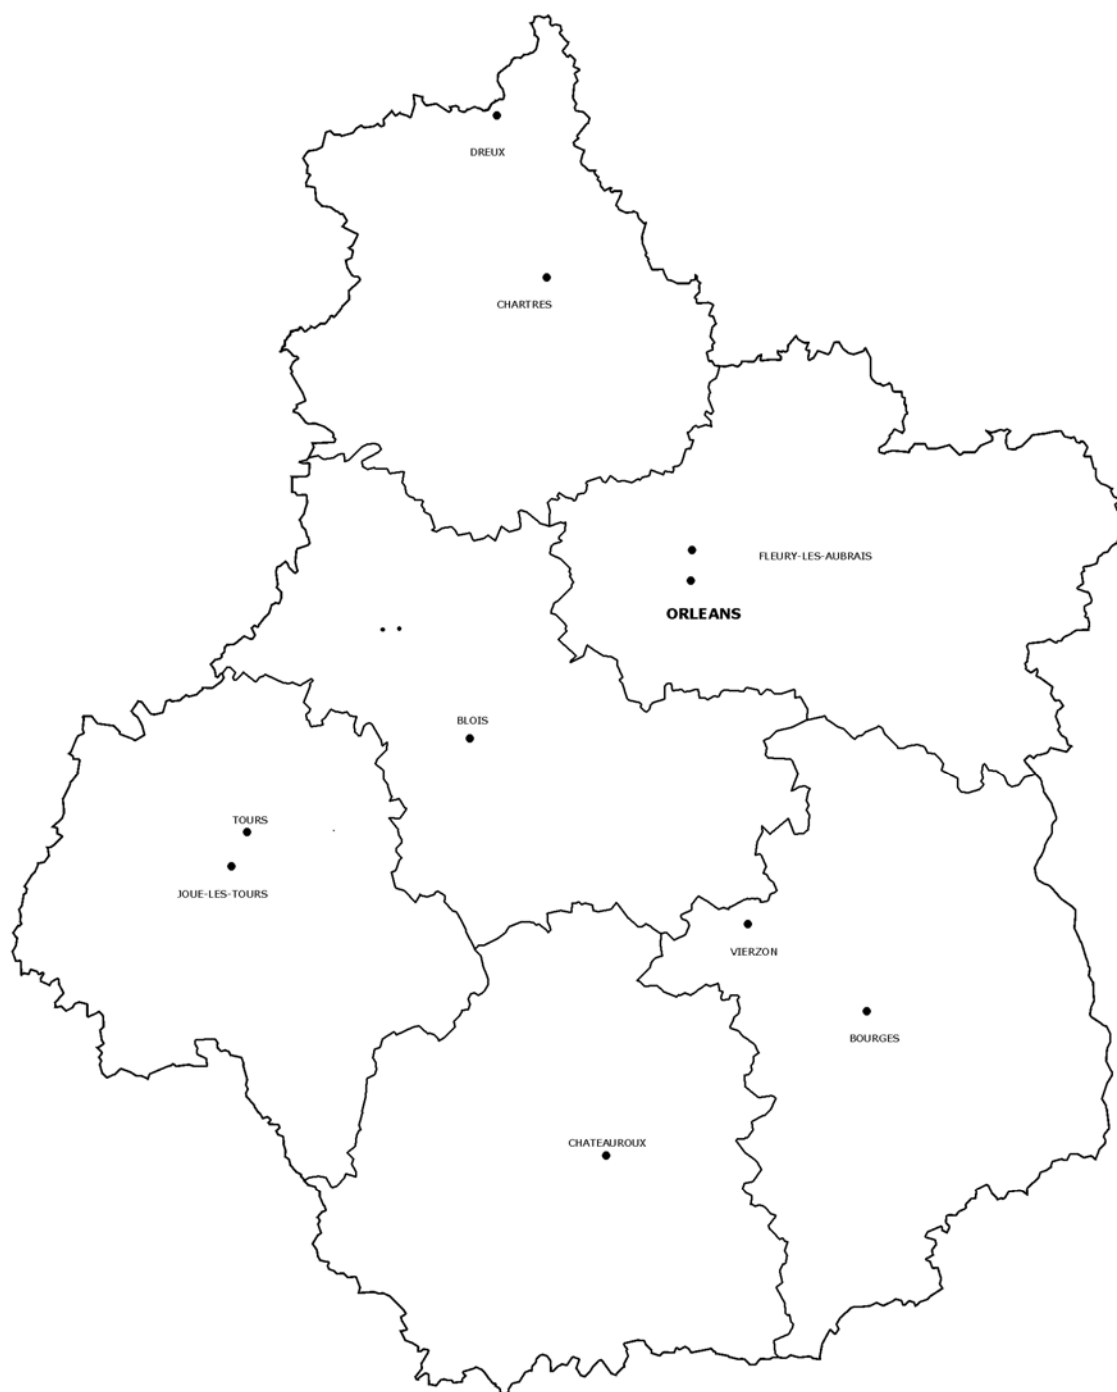 DREUX
CHARTRES
FLEURY-LES-AUBRAIS
ORLEANS
BLOIS
TOURS
JOUE-LES-TOURS
VIERZON
BOURGES
CHATEAUROUX